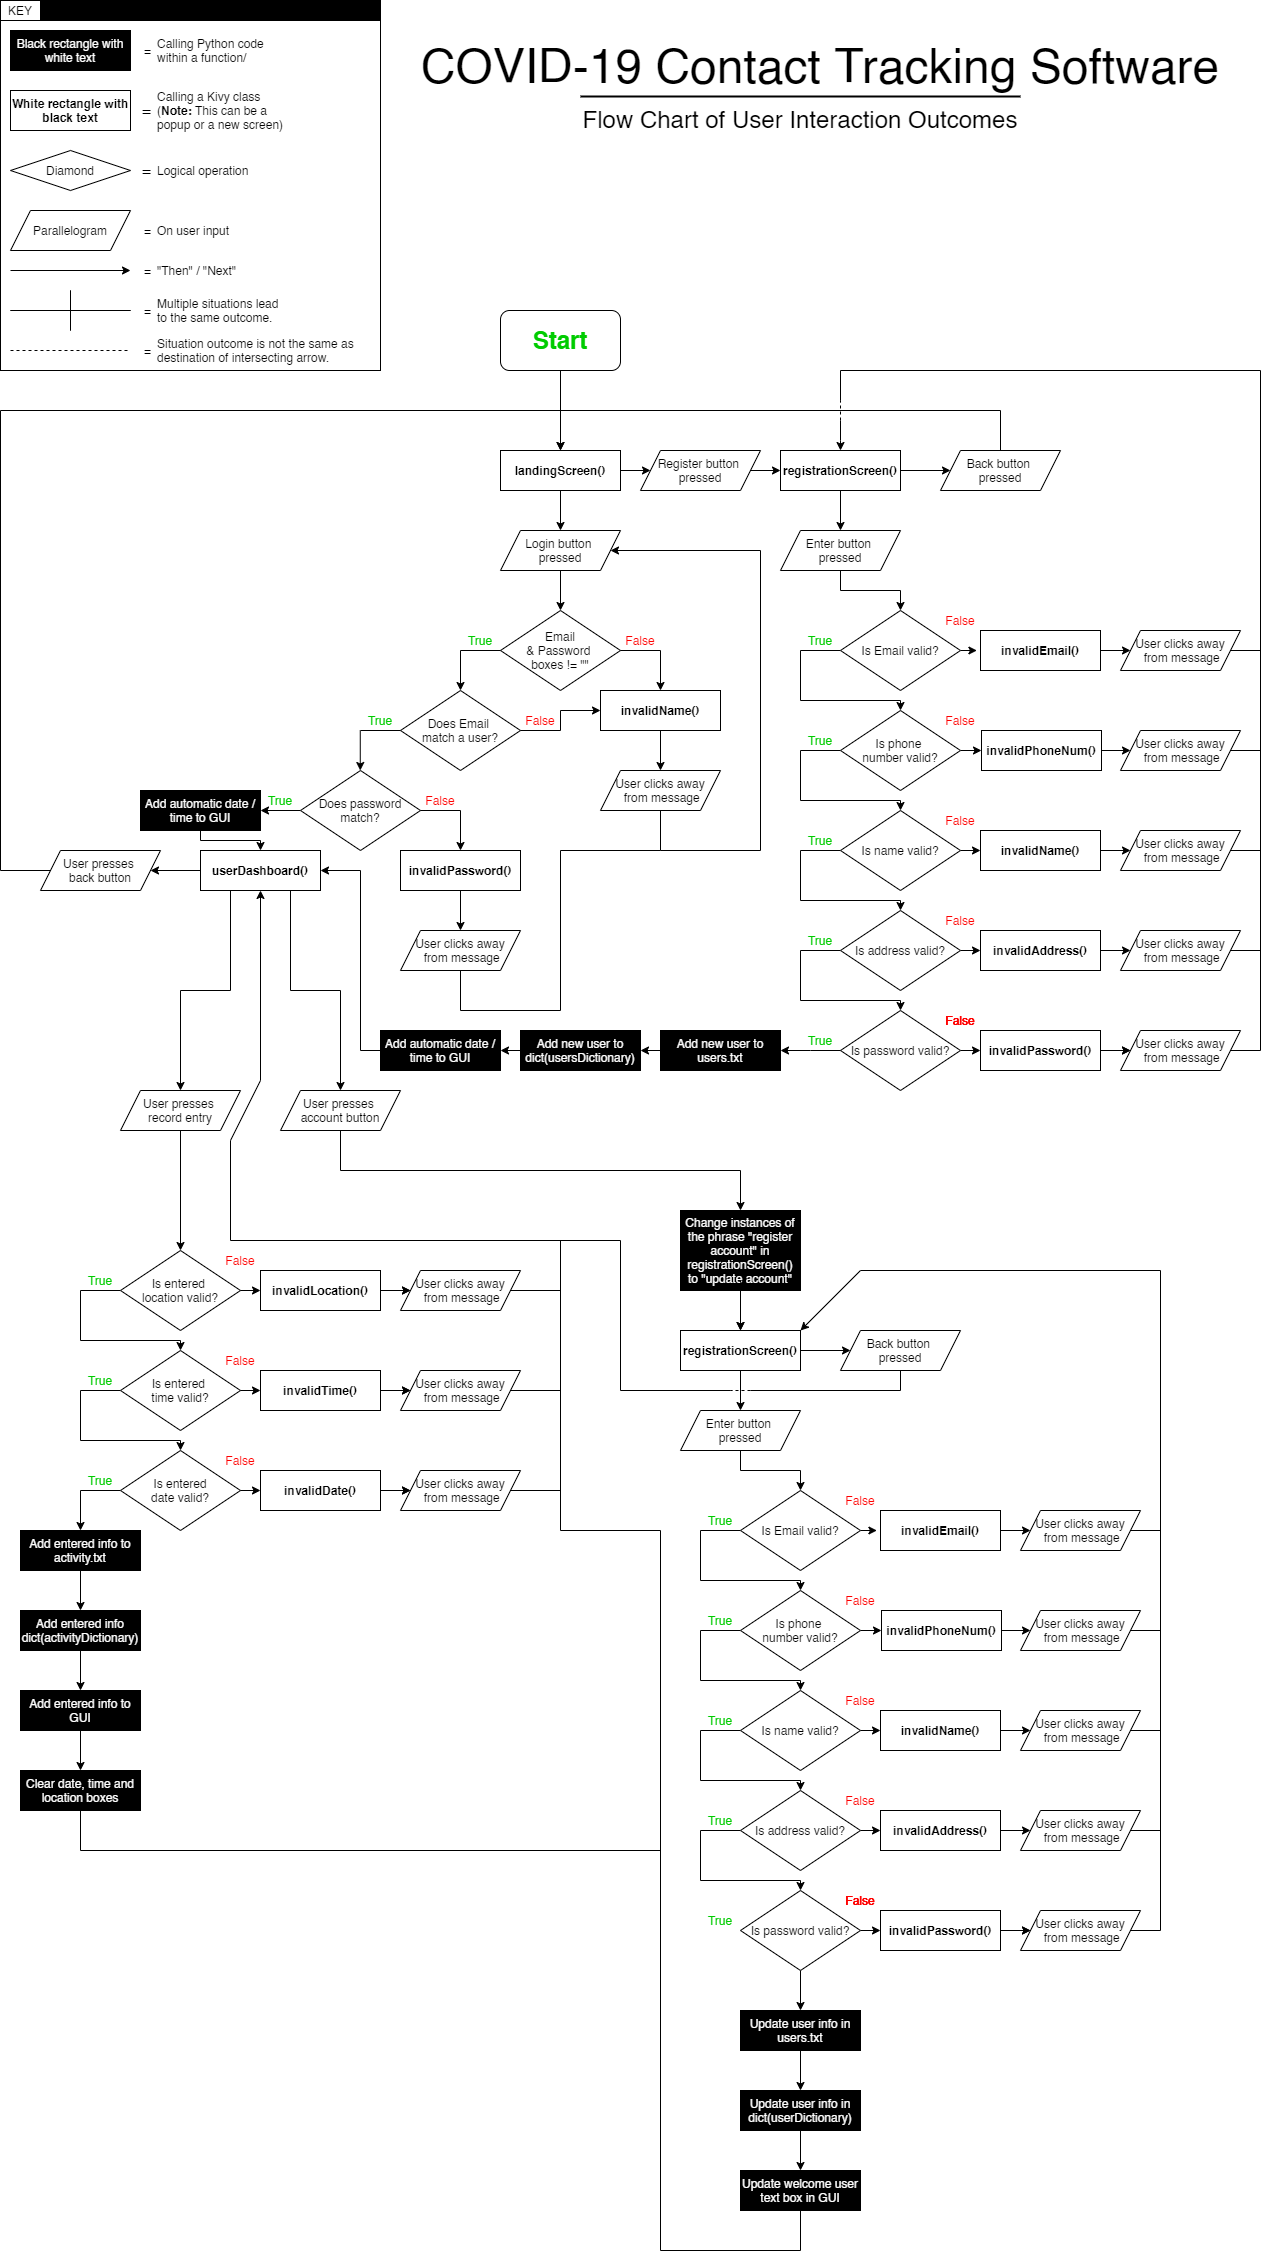 KEY
Black rectangle with
white text
=
Calling Python code
within a function/
White rectangle with
black text
=
Calling a Kivy class
(Note: This can be a
popup or a new screen)
Diamond
=
Logical operation
Parallelogram
=
On user input
=
"Then" / "Next"
=
Multiple situations lead
to the same outcome.
=
Situation outcome is not the same as
destination of intersecting arrow.
COVID-19 Contact Tracking Software
Flow Chart of User Interaction Outcomes
Start
landingScreen()
Register button
pressed
registrationScreen()
Back button
pressed
Login button
pressed
Enter button
pressed
True
Email
& Password
boxes != ""
False
True
Does Email
match a user?
False
invalidName()
User clicks away
from message
Add automatic date /
time to GUI
True
Does password
match?
False
User presses
back button
userDashboard()
invalidPassword()
User clicks away
from message
True
Is Email valid?
False
invalidEmail()
User clicks away
from message
True
Is phone
number valid?
False
invalidPhoneNum()
User clicks away
from message
True
Is name valid?
False
invalidName()
User clicks away
from message
True
Is address valid?
False
invalidAddress()
User clicks away
from message
Add automatic date /
time to GUI
Add new user to
dict(usersDictionary)
Add new user to
users.txt
True
Is password valid?
False
invalidPassword()
User clicks away
from message
User presses
record entry
User presses
account button
True
Is entered
location valid?
False
invalidLocation()
User clicks away
from message
True
Is entered
time valid?
False
invalidTime()
User clicks away
from message
True
Is entered
date valid?
False
invalidDate()
User clicks away
from message
Add entered info to
activity.txt
Add entered info
dict(activityDictionary)
Add entered info to
GUI
Clear date, time and
location boxes
Change instances of
the phrase "register
account" in
registrationScreen()
to "update account"
registrationScreen()
Back button
pressed
Enter button
pressed
True
Is Email valid?
False
invalidEmail()
User clicks away
from message
True
Is phone
number valid?
False
invalidPhoneNum()
User clicks away
from message
True
Is name valid?
False
invalidName()
User clicks away
from message
True
Is address valid?
False
invalidAddress()
User clicks away
from message
True
Is password valid?
False
invalidPassword()
User clicks away
from message
Update user info in
users.txt
Update user info in
dict(userDictionary)
Update welcome user
text box in GUI